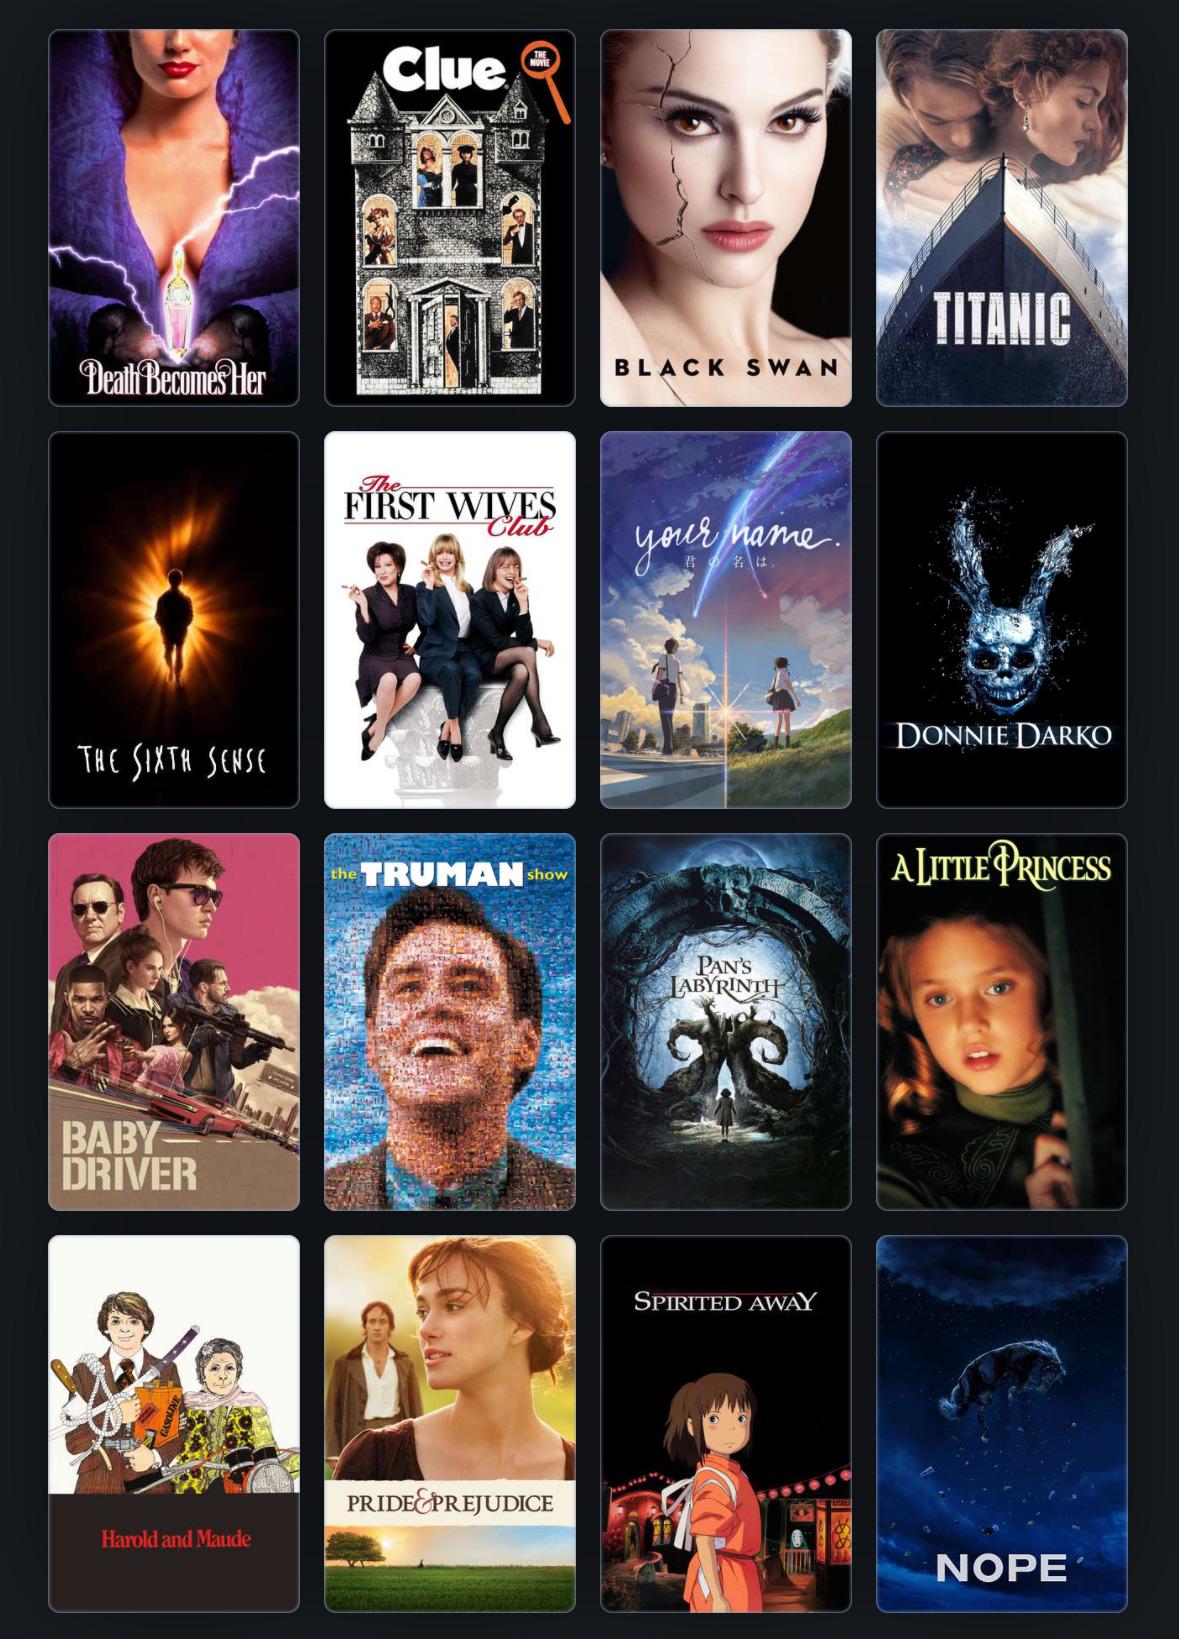 Death Becomes Her
Clue
THE
MOVIE
BLACK SWAN
TITANIC
THE SIXTH SENSE
The
FIRST WIVES
Club
your name.
君の名は。
DONNIE DARKO
BABY
DRIVER
the TRUMAN show
PAN'S
LABYRINTH
A LITTLE PRINCESS
GASOLINE
Harold and Maude
PRIDE & PREJUDICE
SPIRITED AWAY
NOPE